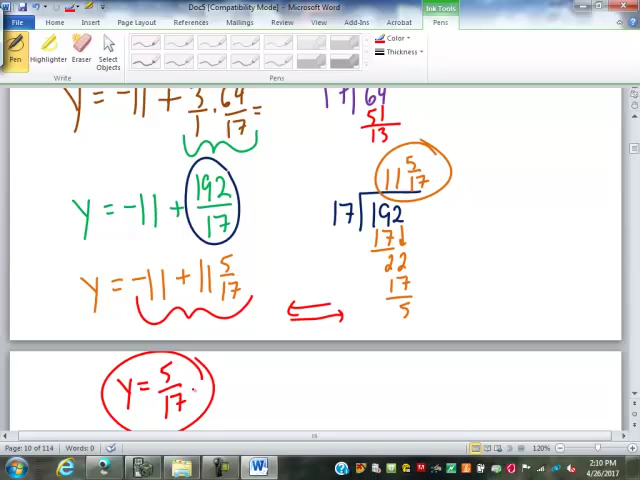 Doc5 [Compatibility Mode] - Microsoft Word
Ink Tools
File Home Insert Page Layout References Mailings Review View Add-Ins Acrobat Pens
Pen Highlighter Eraser Select Objects
Color
Thickness
Write Pens
y = -11 + 3/1 · 64/17 =
17 64
51
13
11 5/17
y = -11 + 192/17
17 192
17
22
17
5
y = -11 + 11 5/17
y = 5/17
Page: 10 of 114 Words: 0 120%
2:10 PM
4/26/2017